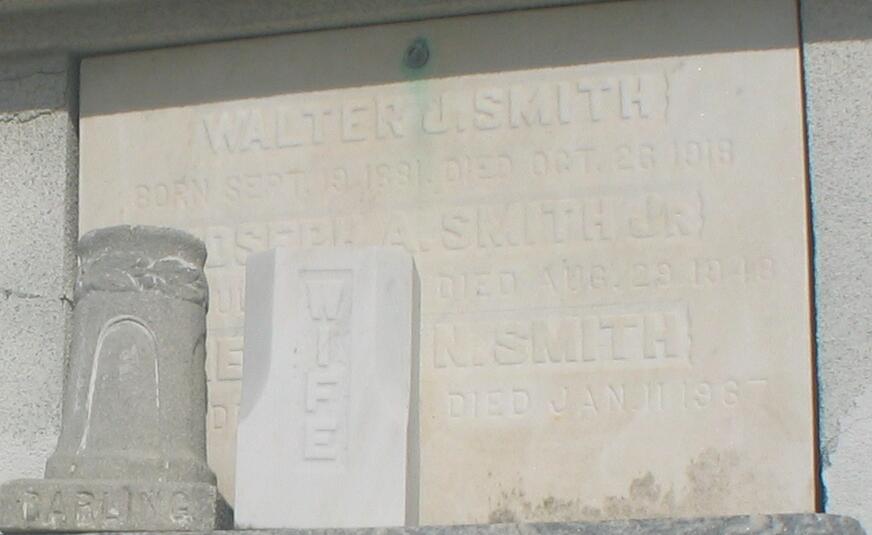 WALTER J. SMITH
BORN SEPT. 19 1881. DIED OCT. 26 1918
JOSEPH A. SMITH JR
DIED AUG. 29 1948
N. SMITH
DIED JAN. 11 1967
WIFE
DARLING